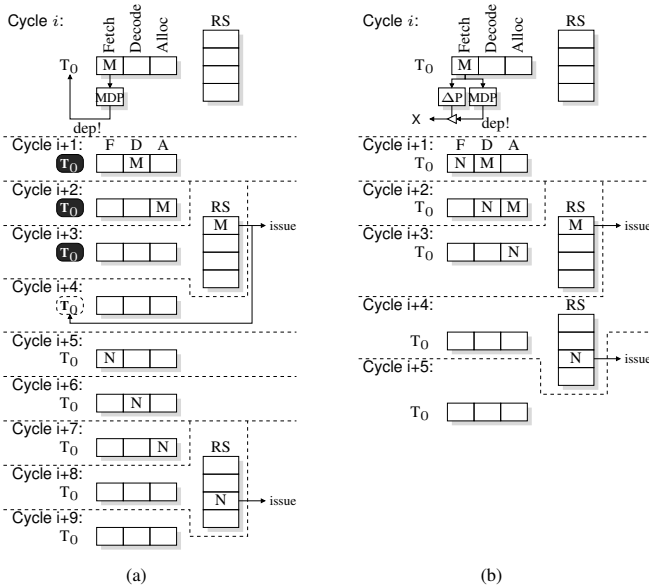 Cycle i:
Fetch Decode Alloc
RS
T0 M
MDP
dep!
Cycle i+1: F D A
T0 M
Cycle i+2:
T0 M
RS
M issue
Cycle i+3:
T0
Cycle i+4:
T0
Cycle i+5:
T0 N
Cycle i+6:
T0 N
Cycle i+7:
T0 N
RS
Cycle i+8:
T0
N issue
Cycle i+9:
T0
(a)
Cycle i:
Fetch Decode Alloc
RS
T0 M
ΔP MDP
X dep!
Cycle i+1: F D A
T0 N M
Cycle i+2:
T0 N M
RS
M issue
Cycle i+3:
T0 N
Cycle i+4:
RS
T0
N issue
Cycle i+5:
T0
(b)